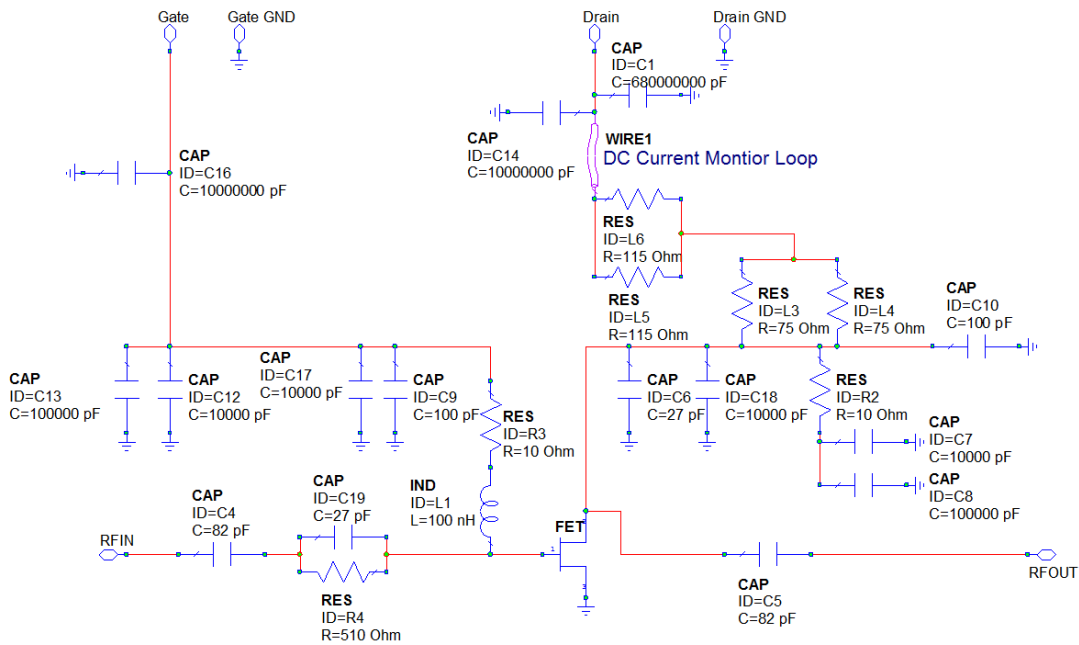 Gate
Gate GND
Drain
Drain GND
CAP
ID=C1
C=680000000 pF
CAP
ID=C14
C=10000000 pF
WIRE1
DC Current Montior Loop
CAP
ID=C16
C=10000000 pF
RES
ID=L6
R=115 Ohm
RES
ID=L5
R=115 Ohm
RES
ID=L3
R=75 Ohm
RES
ID=L4
R=75 Ohm
CAP
ID=C10
C=100 pF
CAP
ID=C13
C=100000 pF
CAP
ID=C12
C=10000 pF
CAP
ID=C17
C=10000 pF
CAP
ID=C9
C=100 pF
RES
ID=R3
R=10 Ohm
CAP
ID=C6
C=27 pF
CAP
ID=C18
C=10000 pF
RES
ID=R2
R=10 Ohm
CAP
ID=C7
C=10000 pF
CAP
ID=C8
C=100000 pF
IND
ID=L1
L=100 nH
CAP
ID=C4
C=82 pF
CAP
ID=C19
C=27 pF
RFIN
RES
ID=R4
R=510 Ohm
FET
1
3
CAP
ID=C5
C=82 pF
RFOUT